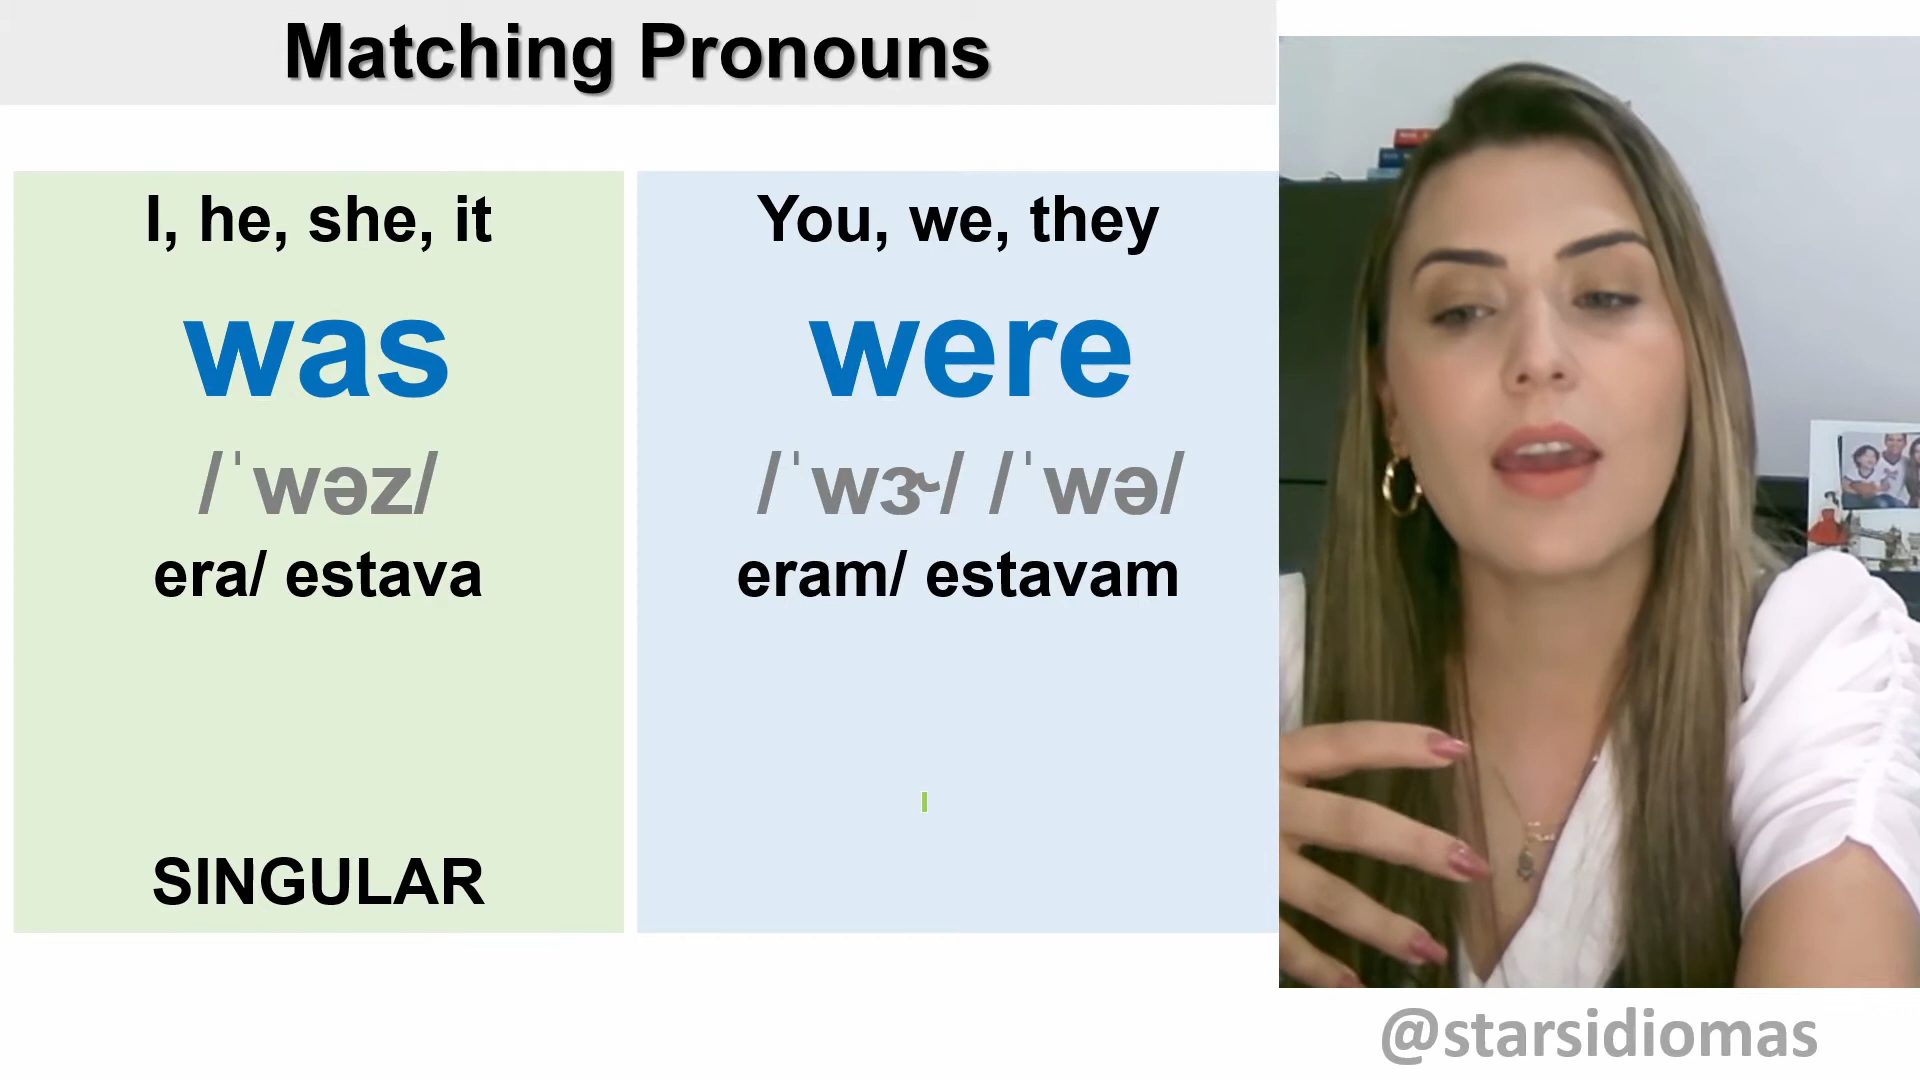 Matching Pronouns
I, he, she, it
was
/ˈwəz/
era/ estava
SINGULAR
You, we, they
were
/ˈwɝ/ /ˈwə/
eram/ estavam
@starsidiomas